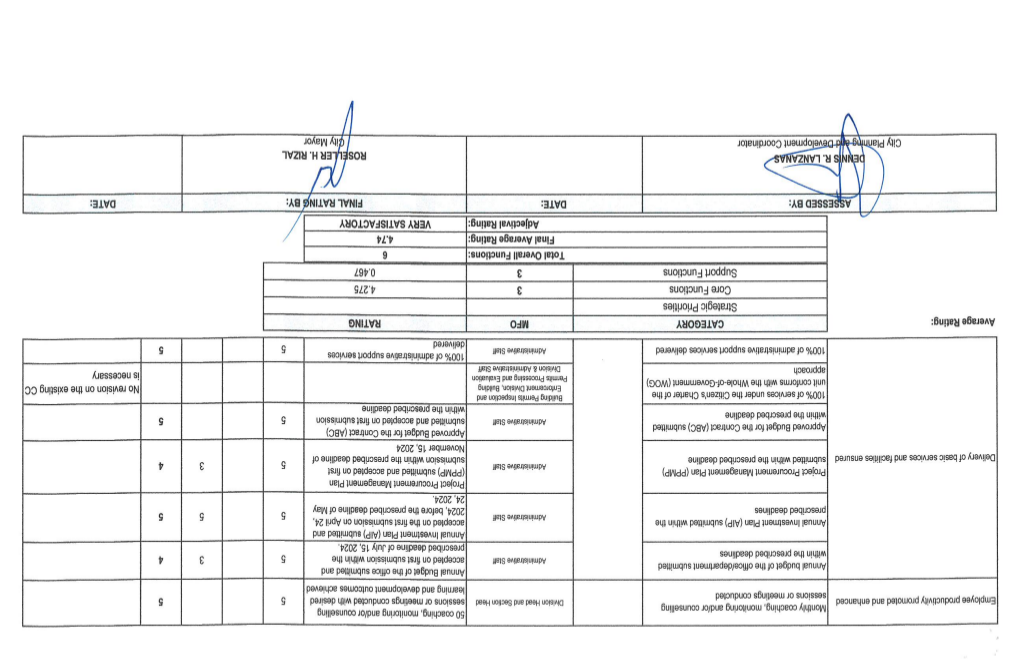 Employee productivity promoted and enhanced
Monthly coaching, monitoring and/or counselling
sessions or meetings conducted
Division Head and Section Head
50 coaching, monitoring and/or counseling
sessions or meetings conducted with desired
learning and development outcomes achieved
5
5
Delivery of basic services and facilities ensured
Annual budget of the office/department submitted
within the prescribed deadlines
Administrative Staff
Annual Budget of the office submitted and
accepted on first submission within the
prescribed deadline of July 15, 2024.
5
3
4
Annual Investment Plan (AIP) submitted within the
prescribed deadlines
Administrative Staff
Annual Investment Plan (AIP) submitted and
accepted on the first submission on April 24,
2024, before the prescribed deadline of May
24, 2024.
5
5
5
Project Procurement Management Plan (PPMP)
submitted within the prescribed deadline
Administrative Staff
Project Procurement Management Plan
(PPMP) submitted and accepted on first
submission within the prescribed deadline of
November 15, 2024
5
3
4
Approved Budget for the Contract (ABC) submitted
within the prescribed deadline
Administrative Staff
Approved Budget for the Contract (ABC)
submitted and accepted on first submission
within the prescribed deadline
5
5
100% of services under the Citizen's Charter of the
unit conforms with the Whole-of-Government (WOG)
approach
Building Permits Inspection and
Enforcement Division, Building
Permits Processing and Evaluation
Division & Administrative Staff
No revision on the existing CC
is necessary
100% of administrative support services delivered
Administrative Staff
100% of administrative support services
delivered
5
5
Average Rating:
CATEGORY MFO RATING
Strategic Priorities
Core Functions 3 4.275
Support Functions 3 0.467
Total Overall Functions: 6
Final Average Rating: 4.74
Adjectival Rating: VERY SATISFACTORY
ASSESSED BY: DATE: FINAL RATING BY: DATE:
DENNIS R. LANZANAS
City Planning and Development Coordinator
ROSELLER H. RIZAL
City Mayor